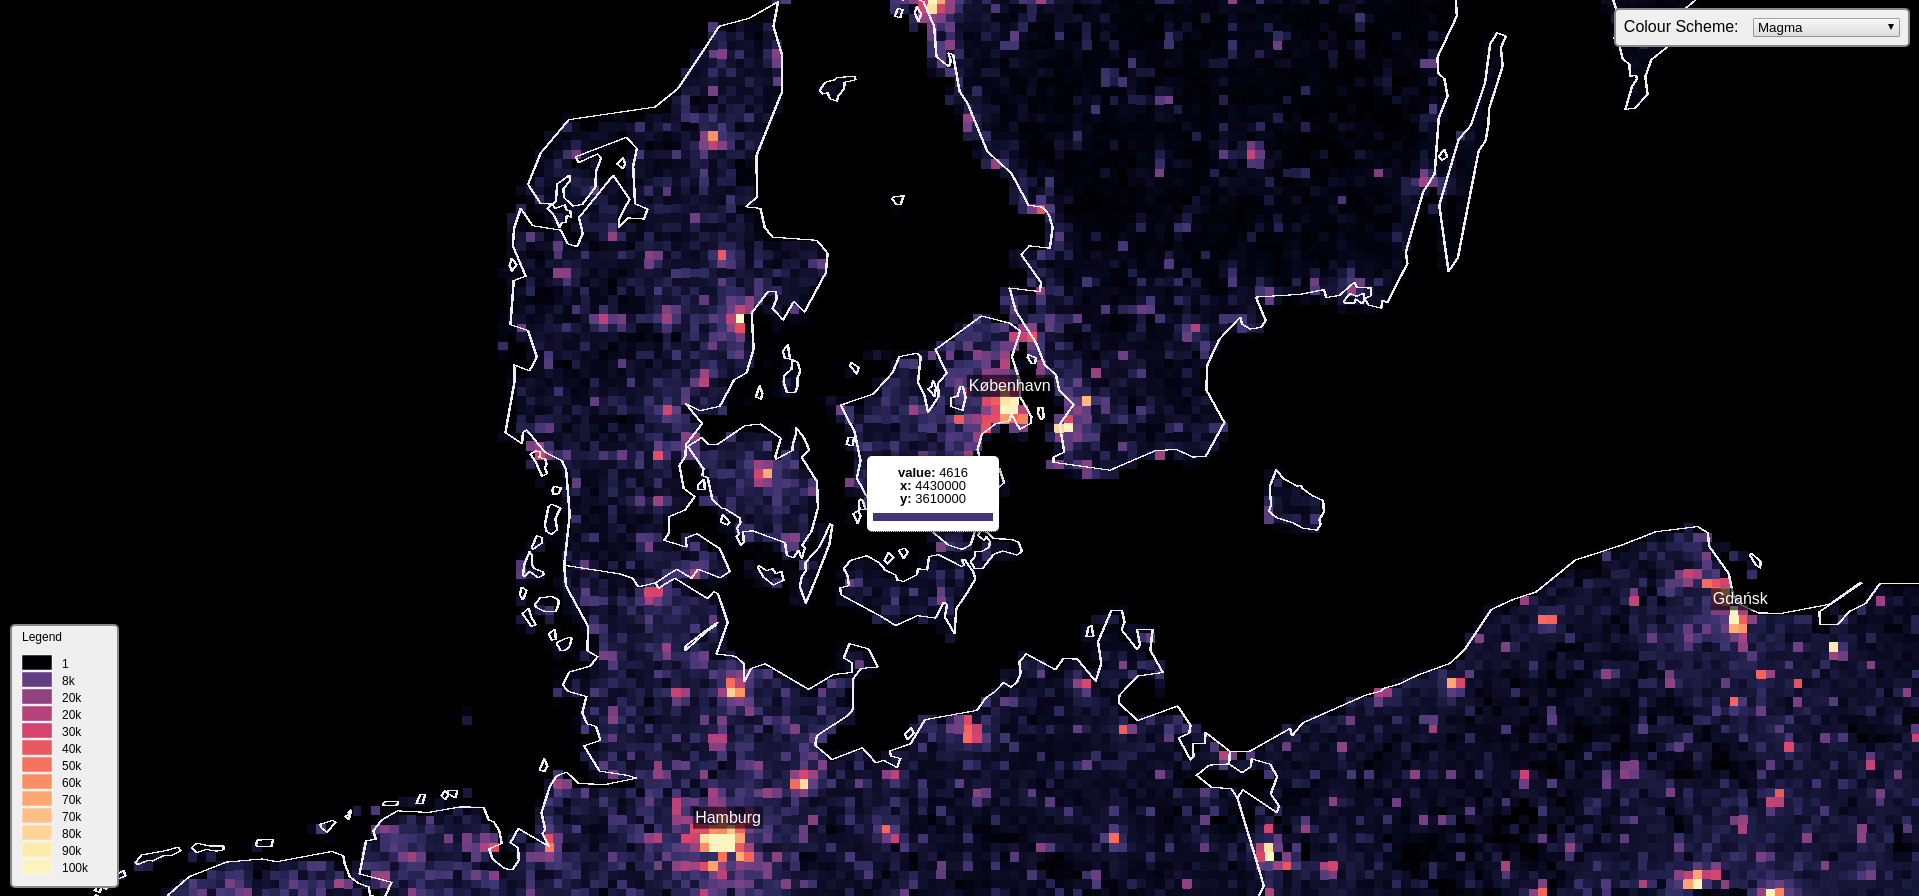 Colour Scheme: Magma
København
value: 4616
x: 4430000
y: 3610000
Gdańsk
Hamburg
Legend
1
8k
20k
20k
30k
40k
50k
60k
70k
70k
80k
90k
100k